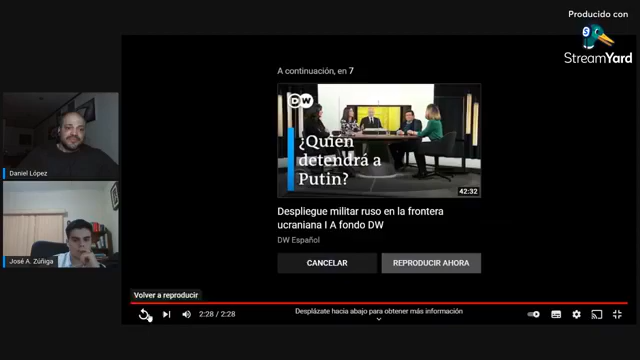 Producido con
StreamYard
A continuación, en 7
DW
¿Quién
detendrá a
Putin?
42:32
Despliegue militar ruso en la frontera
ucraniana I A fondo DW
DW Español
CANCELAR
REPRODUCIR AHORA
Daniel López
José A. Zúñiga
Volver a reproducir
2:28 / 2:28
Desplázate hacia abajo para obtener más información